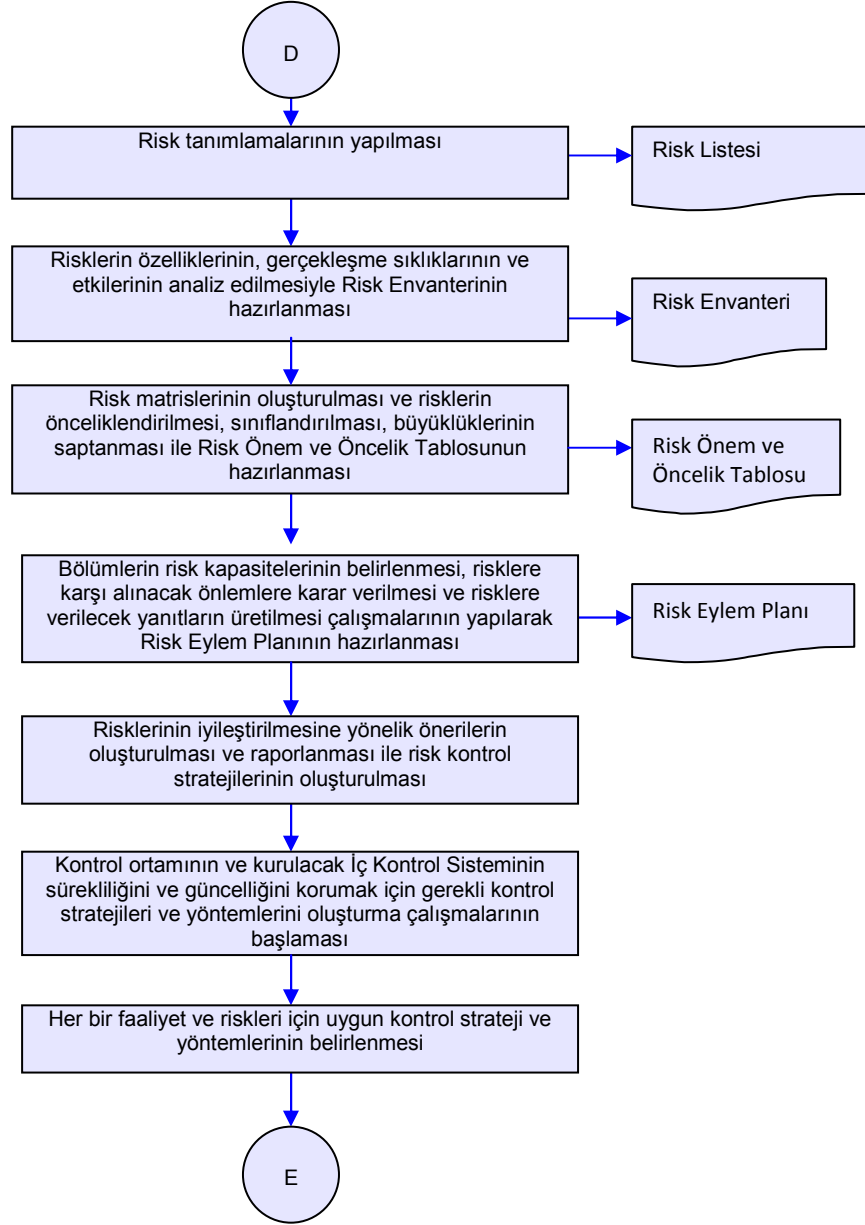 D
Risk tanımlamalarının yapılması
Risk Listesi
Risklerin özelliklerinin, gerçekleşme sıklıklarının ve
etkilerinin analiz edilmesiyle Risk Envanterinin
hazırlanması
Risk Envanteri
Risk matrislerinin oluşturulması ve risklerin
önceliklendirilmesi, sınıflandırılması, büyüklüklerinin
saptanması ile Risk Önem ve Öncelik Tablosunun
hazırlanması
Risk Önem ve
Öncelik Tablosu
Bölümlerin risk kapasitelerinin belirlenmesi, risklere
karşı alınacak önlemlere karar verilmesi ve risklere
verilecek yanıtların üretilmesi çalışmalarının yapılarak
Risk Eylem Planının hazırlanması
Risk Eylem Planı
Risklerinin iyileştirilmesine yönelik önerilerin
oluşturulması ve raporlanması ile risk kontrol
stratejilerinin oluşturulması
Kontrol ortamının ve kurulacak İç Kontrol Sisteminin
sürekliliğini ve güncelliğini korumak için gerekli kontrol
stratejileri ve yöntemlerini oluşturma çalışmalarının
başlaması
Her bir faaliyet ve riskleri için uygun kontrol strateji ve
yöntemlerinin belirlenmesi
E